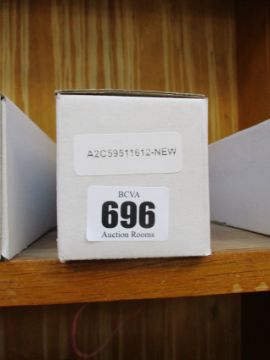 A2C59511612-NEW
BCVA
696
Auction Rooms